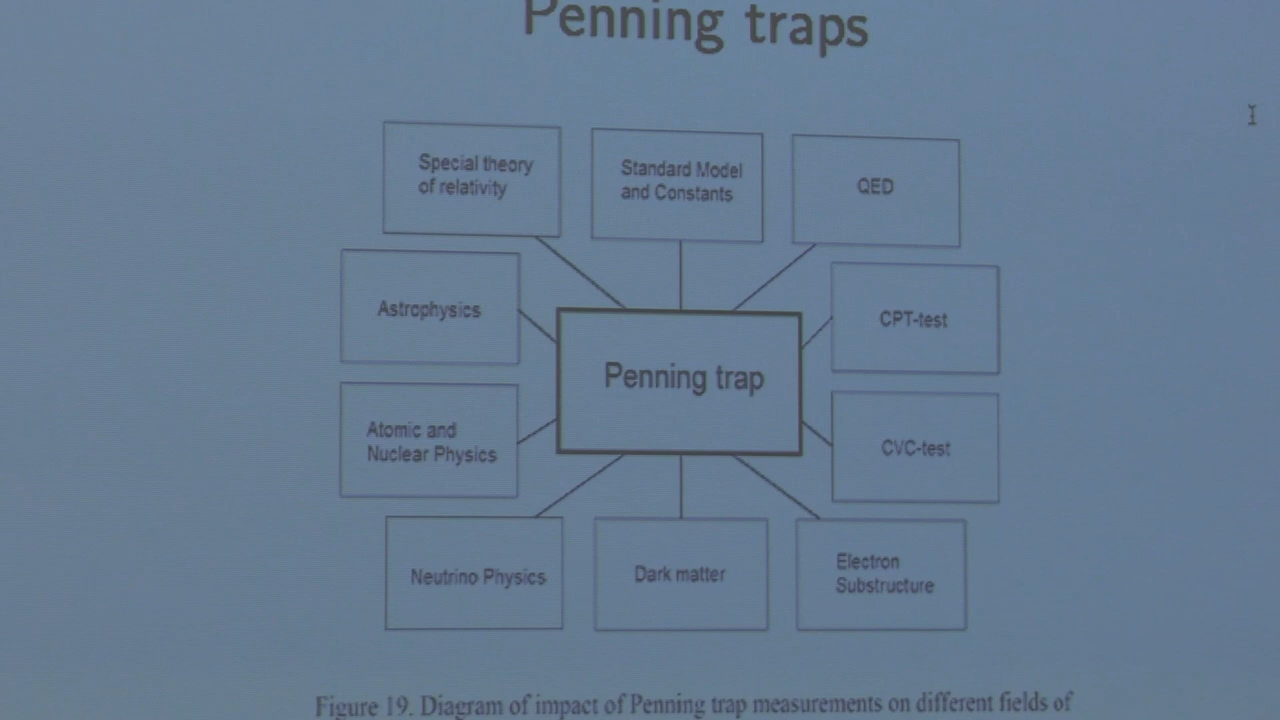 Penning traps
Special theory
of relativity
Standard Model
and Constants
QED
Astrophysics
CPT-test
Penning trap
Atomic and
Nuclear Physics
CVC-test
Neutrino Physics
Dark matter
Electron
Substructure
Figure 19. Diagram of impact of Penning trap measurements on different fields of